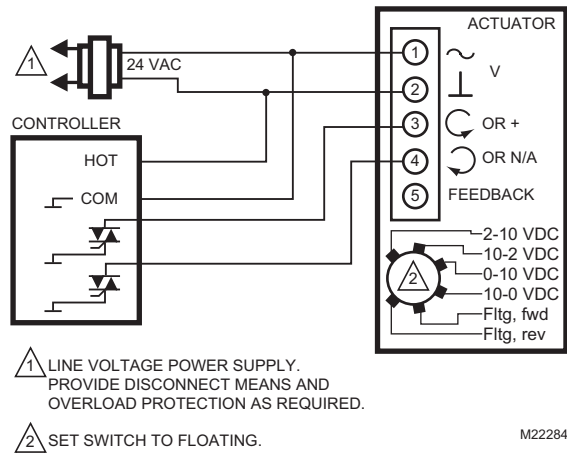 ACTUATOR
1
24 VAC
1
V
2
CONTROLLER
3
OR +
HOT
4
OR N/A
COM
5
FEEDBACK
2-10 VDC
10-2 VDC
0-10 VDC
2
10-0 VDC
Fltg, fwd
Fltg, rev
1 LINE VOLTAGE POWER SUPPLY.
PROVIDE DISCONNECT MEANS AND
OVERLOAD PROTECTION AS REQUIRED.
2 SET SWITCH TO FLOATING.
M22284